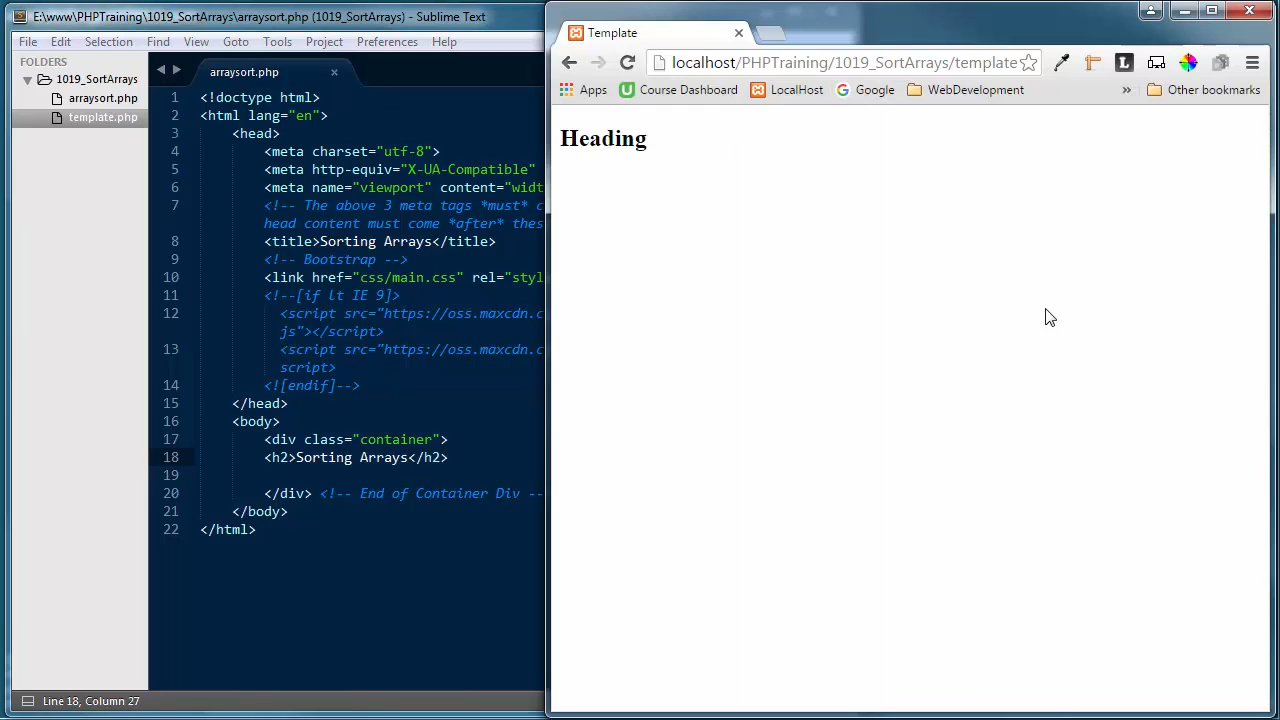 E:\www\PHPTraining\1019_SortArrays\arraysort.php (1019_SortArrays) - Sublime Text
File Edit Selection Find View Goto Tools Project Preferences Help
FOLDERS
1019_SortArrays
arraysort.php
template.php
arraysort.php
1 <!doctype html>
2 <html lang="en">
3 <head>
4 <meta charset="utf-8">
5 <meta http-equiv="X-UA-Compatible"
6 <meta name="viewport" content="widt
7 <!-- The above 3 meta tags *must* c
head content must come *after* thes
8 <title>Sorting Arrays</title>
9 <!-- Bootstrap -->
10 <link href="css/main.css" rel="styl
11 <!--[if lt IE 9]>
12 <script src="https://oss.maxcdn.c
js"></script>
13 <script src="https://oss.maxcdn.c
script>
14 <![endif]-->
15 </head>
16 <body>
17 <div class="container">
18 <h2>Sorting Arrays</h2>
19
20 </div> <!-- End of Container Div --
21 </body>
22 </html>
Line 18, Column 27
Template
localhost/PHPTraining/1019_SortArrays/template
L
Apps Course Dashboard LocalHost Google WebDevelopment » Other bookmarks
Heading